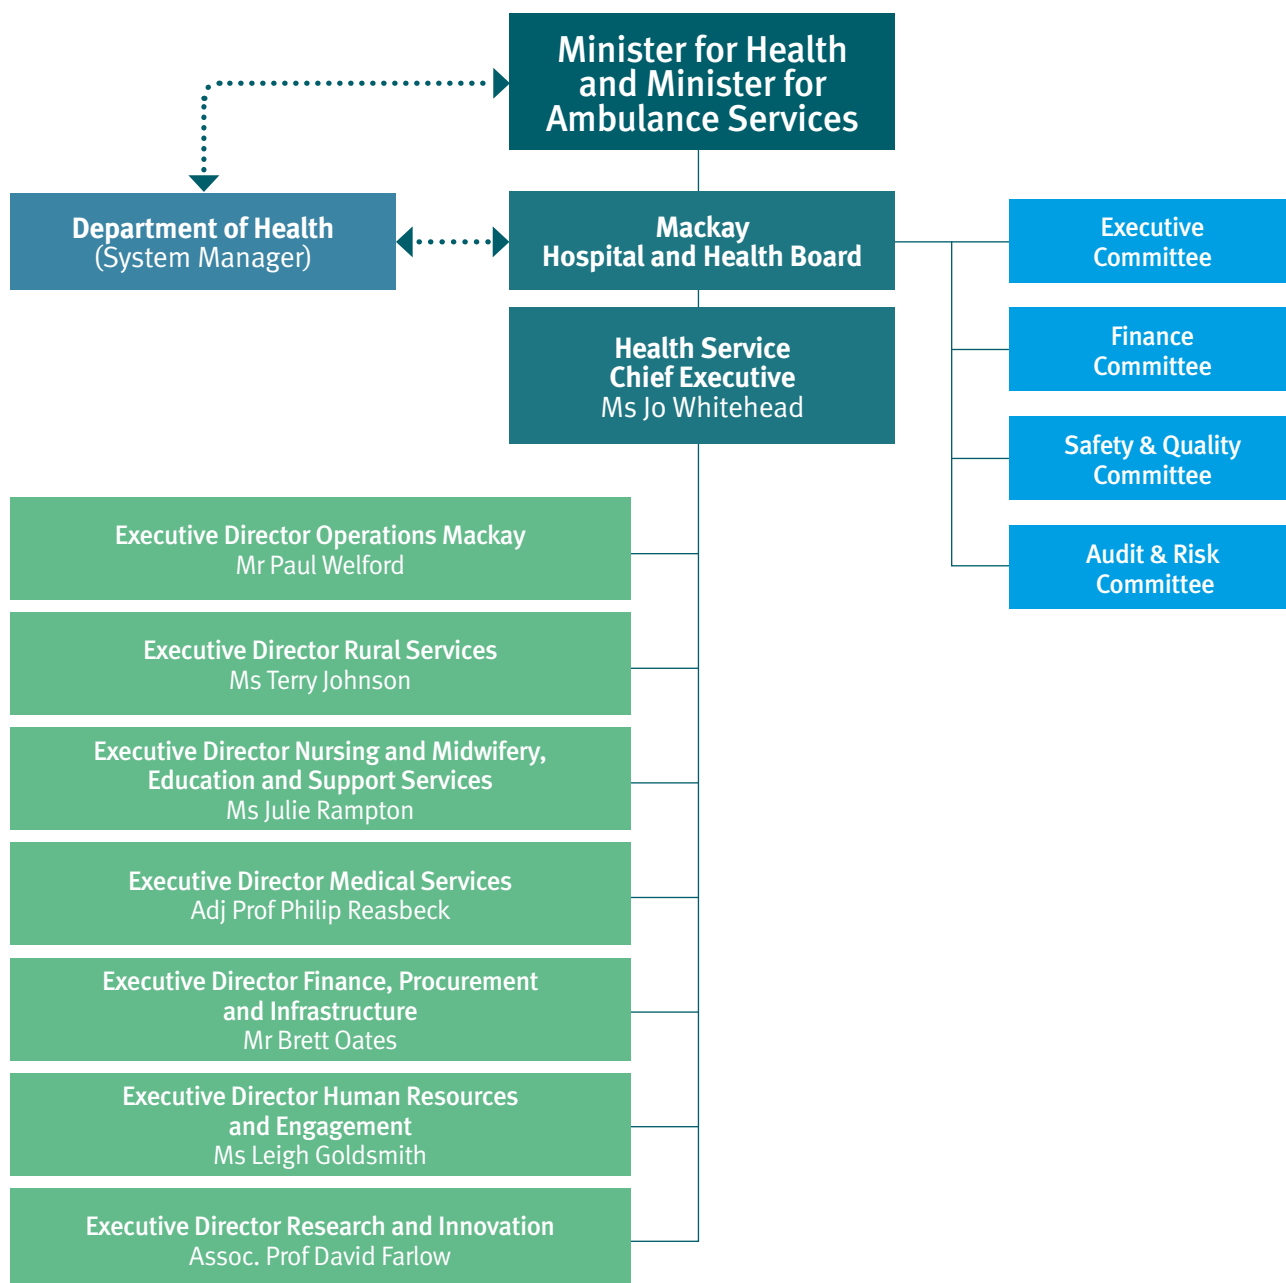 Minister for Health
and Minister for
Ambulance Services
Department of Health
(System Manager)
Mackay
Hospital and Health Board
Executive
Committee
Health Service
Chief Executive
Ms Jo Whitehead
Finance
Committee
Safety & Quality
Committee
Audit & Risk
Committee
Executive Director Operations Mackay
Mr Paul Welford
Executive Director Rural Services
Ms Terry Johnson
Executive Director Nursing and Midwifery,
Education and Support Services
Ms Julie Rampton
Executive Director Medical Services
Adj Prof Philip Reasbeck
Executive Director Finance, Procurement
and Infrastructure
Mr Brett Oates
Executive Director Human Resources
and Engagement
Ms Leigh Goldsmith
Executive Director Research and Innovation
Assoc. Prof David Farlow